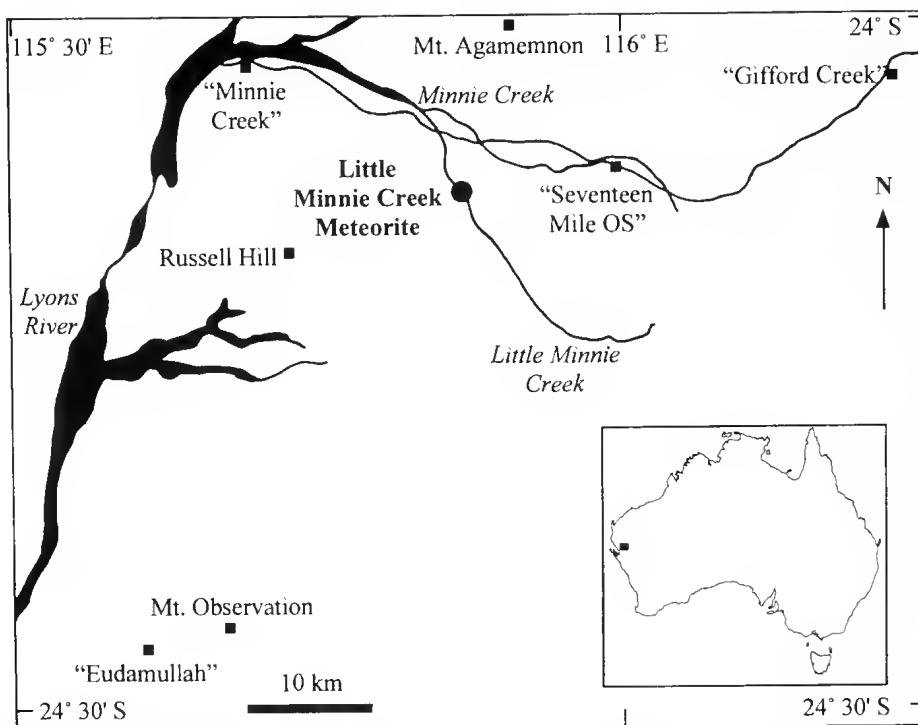 115° 30' E
Mt. Agamemnon
116° E
24° S
"Gifford Creek"
"Minnie
Creek"
Minnie Creek
Little
Minnie Creek
Meteorite
"Seventeen
Mile OS"
N
Russell Hill
Lyons
River
Little Minnie
Creek
Mt. Observation
"Eudamullah"
10 km
24° 30' S
24° 30' S